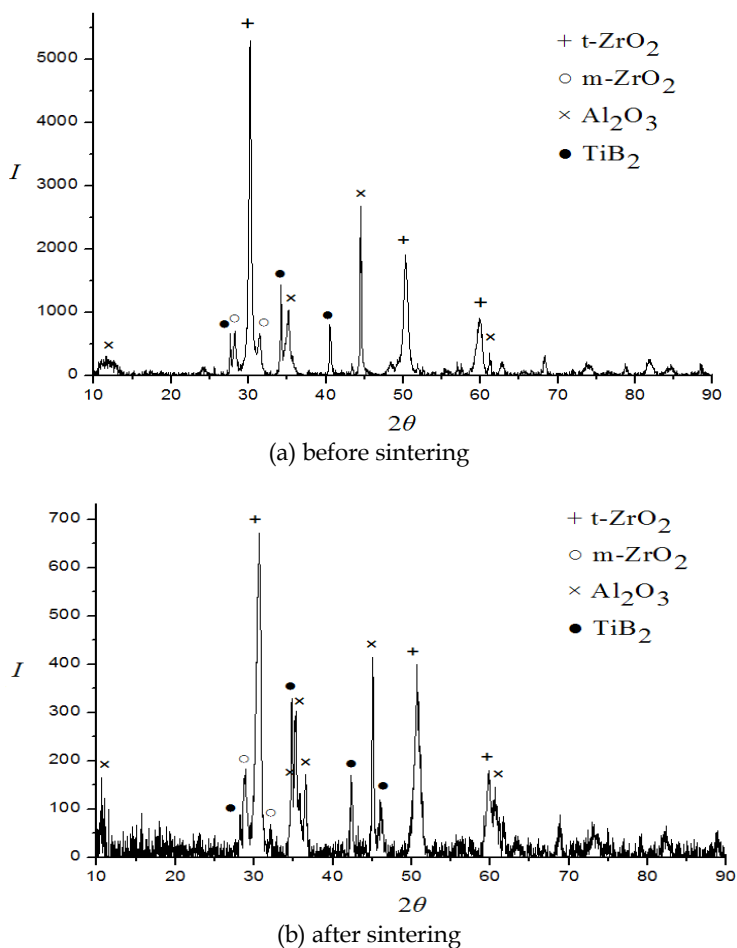 5000
4000
3000
2000
1000
0
I
+ t-ZrO2
○ m-ZrO2
× Al2O3
● TiB2
10 20 30 40 50 60 70 80 90
2θ
(a) before sintering
700
600
500
400
300
200
100
0
I
+ t-ZrO2
○ m-ZrO2
× Al2O3
● TiB2
10 20 30 40 50 60 70 80 90
2θ
(b) after sintering